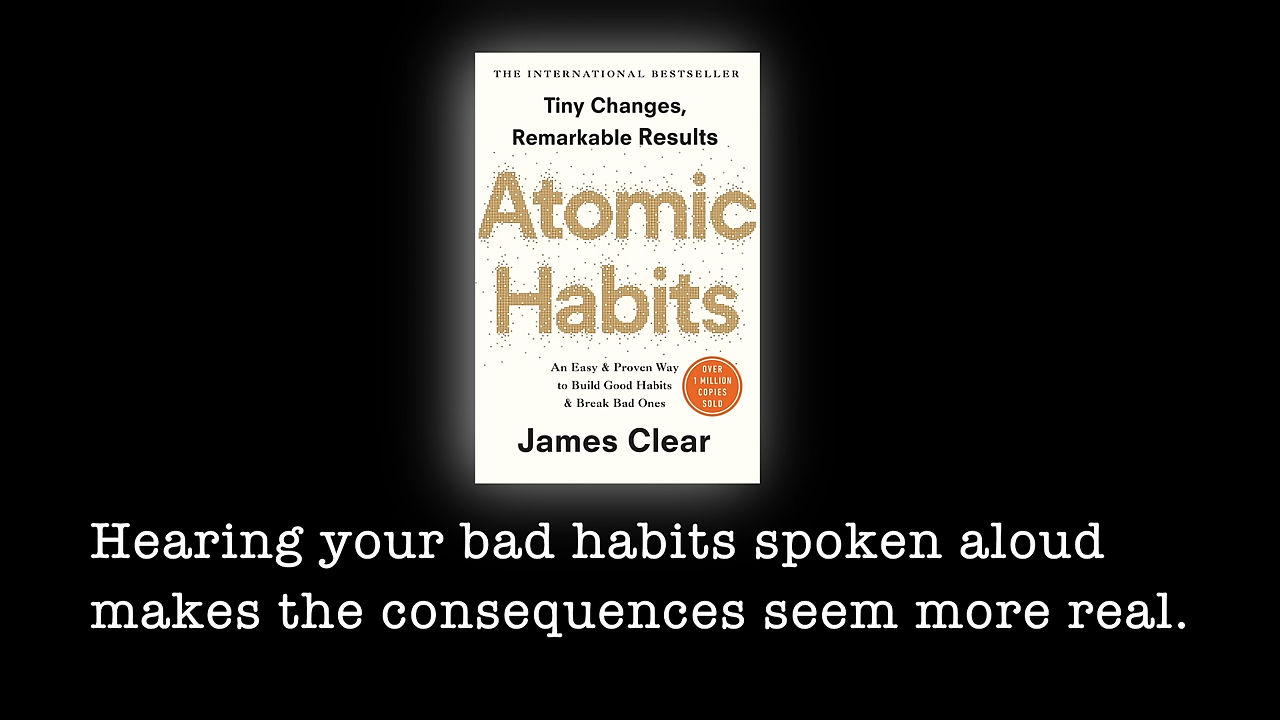 THE INTERNATIONAL BESTSELLER
Tiny Changes,
Remarkable Results
Atomic
Habits
An Easy & Proven Way
to Build Good Habits
& Break Bad Ones
OVER
1 MILLION
COPIES
SOLD
James Clear
Hearing your bad habits spoken aloud
makes the consequences seem more real.